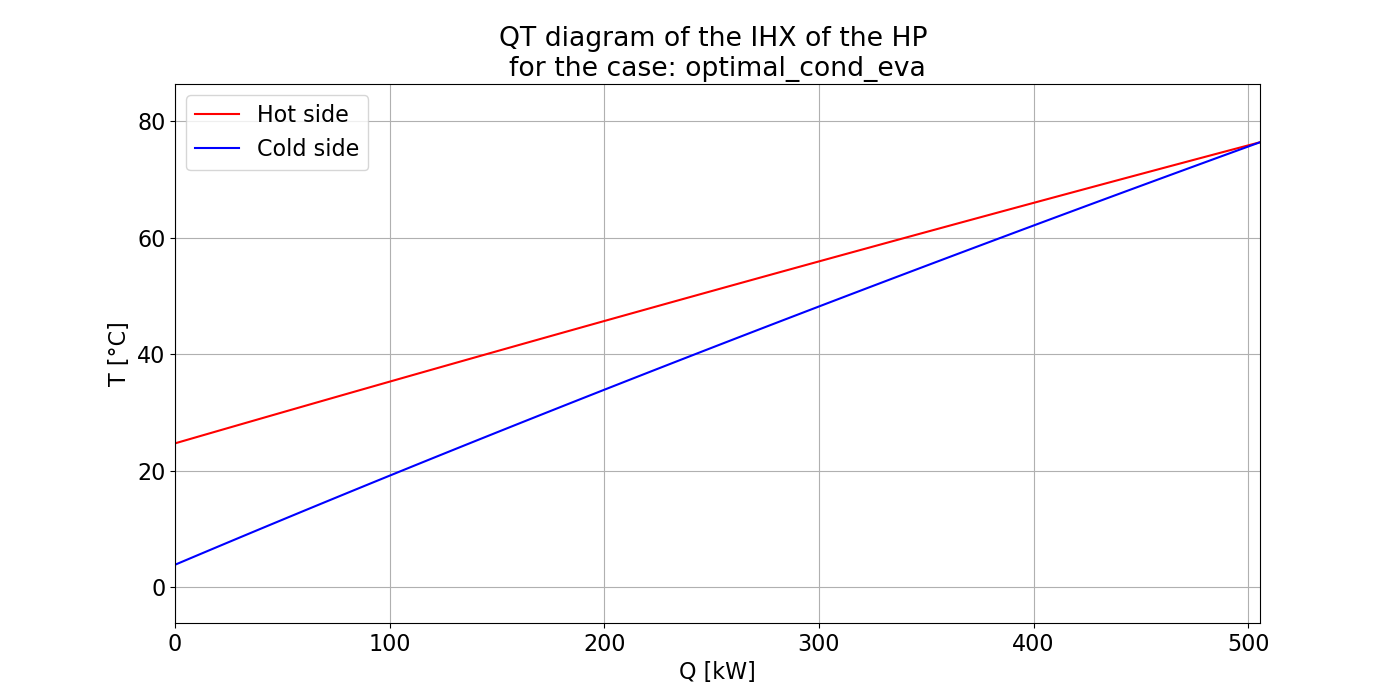 QT diagram of the IHX of the HP
for the case: optimal_cond_eva
Hot side
Cold side
80
60
40
20
0
T [°C]
0 100 200 300 400 500
Q [kW]